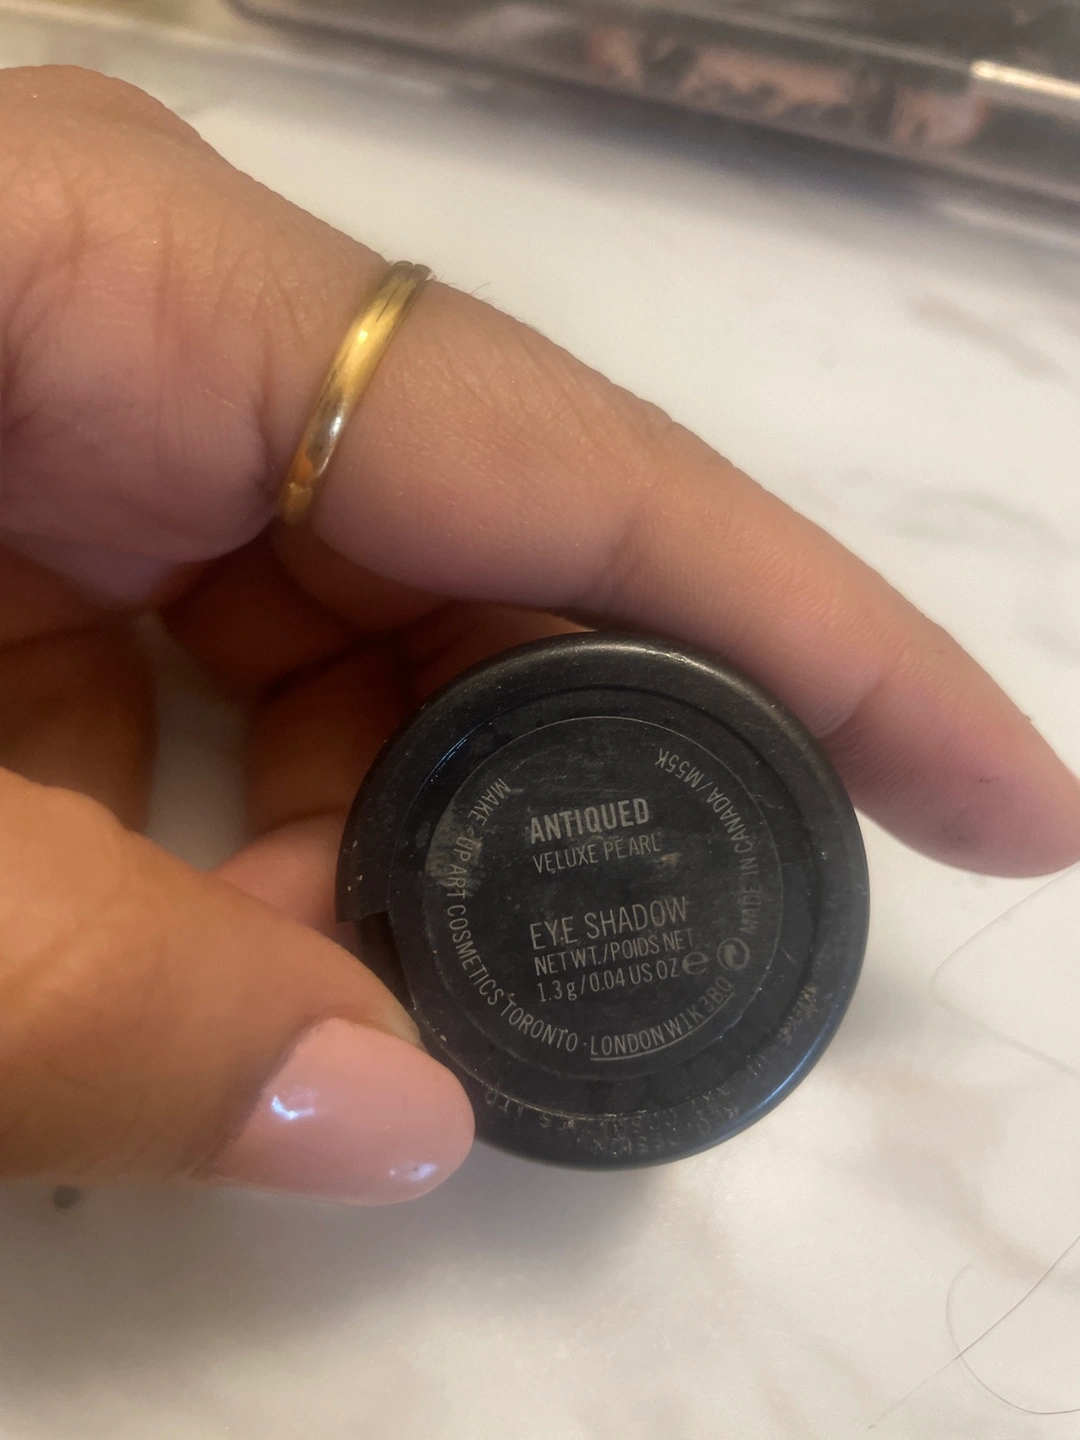 ANTIQUED
VELUXE PEARL
EYE SHADOW
NET WT./POIDS NET
1.3 g / 0.04 US OZ e
MAKE-UP ART COSMETICS TORONTO · LONDON W1K 3BQ
MADE IN CANADA / M55K